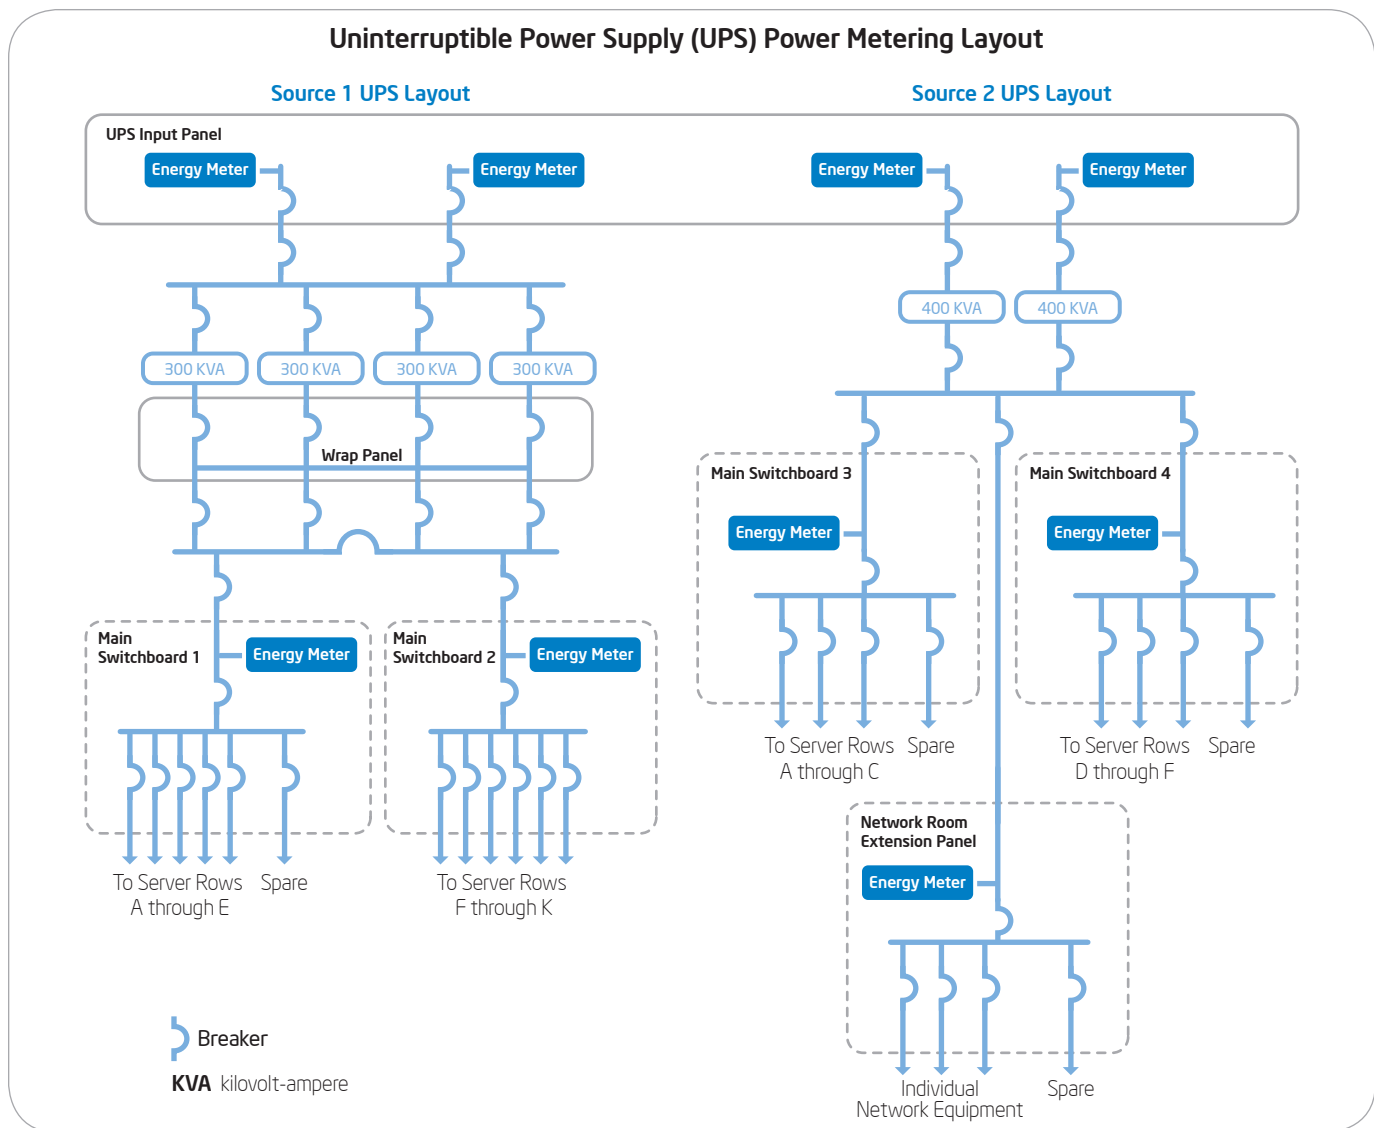 Uninterruptible Power Supply (UPS) Power Metering Layout
Source 1 UPS Layout
Source 2 UPS Layout
UPS Input Panel
Energy Meter
Energy Meter
Energy Meter
Energy Meter
400 KVA
400 KVA
300 KVA
300 KVA
300 KVA
300 KVA
Wrap Panel
Main Switchboard 3
Main Switchboard 4
Energy Meter
Energy Meter
Main
Switchboard 1
Energy Meter
Main
Switchboard 2
Energy Meter
To Server Rows
A through C
Spare
To Server Rows
D through F
Spare
Network Room
Extension Panel
Energy Meter
To Server Rows
A through E
Spare
To Server Rows
F through K
Breaker
KVA kilovolt-ampere
Individual
Network Equipment
Spare